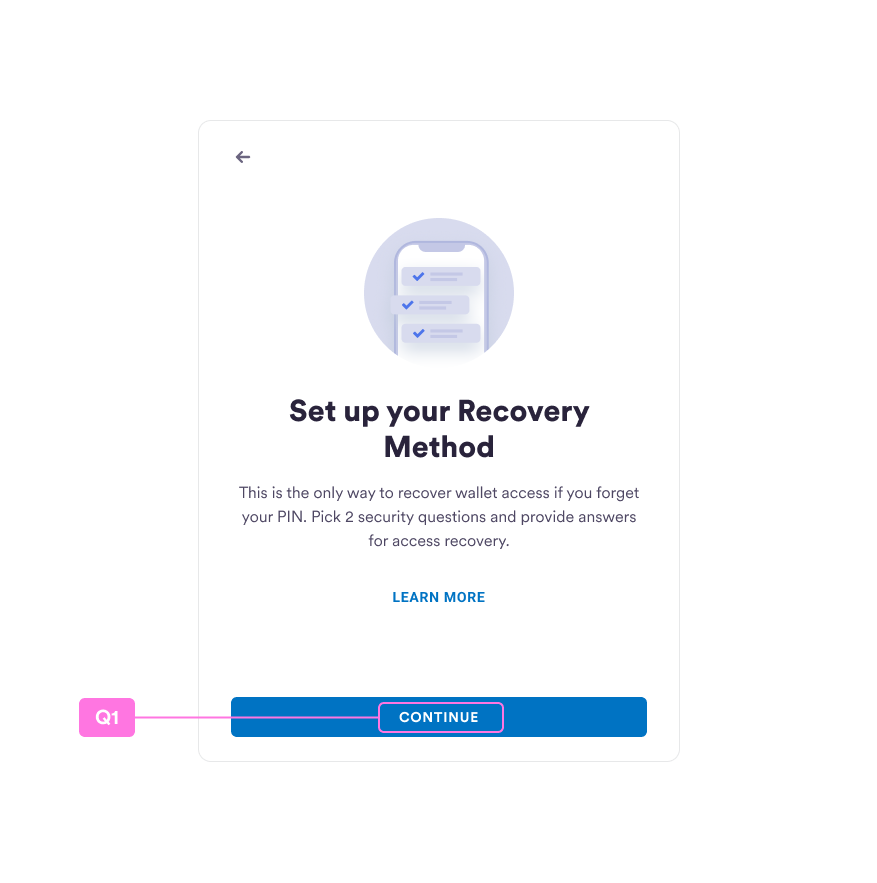 Set up your Recovery
Method
This is the only way to recover wallet access if you forget
your PIN. Pick 2 security questions and provide answers
for access recovery.
LEARN MORE
Q1
CONTINUE